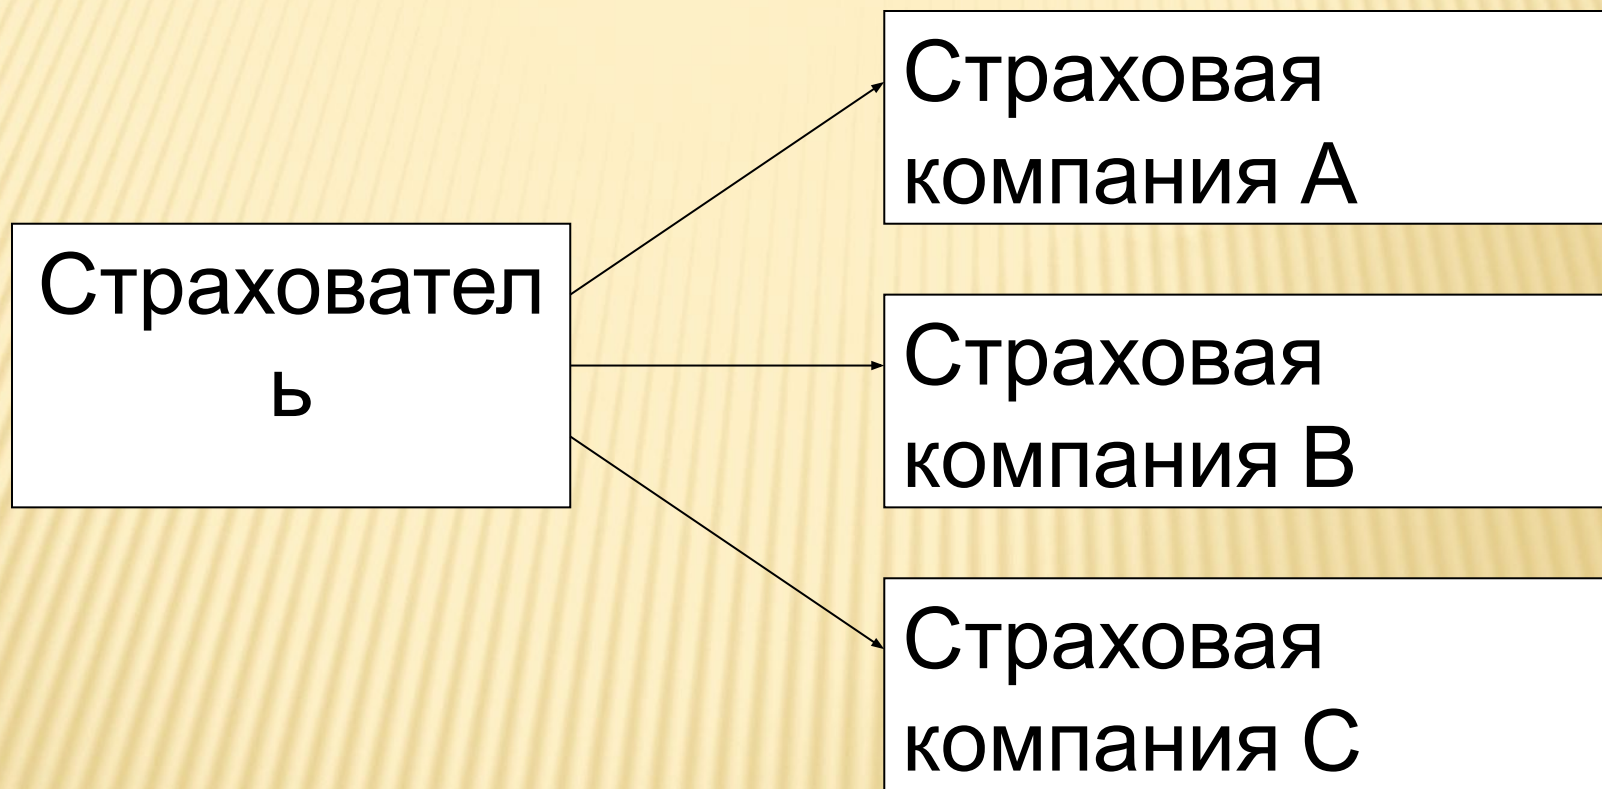 Страховател
ь
Страховая
компания А
Страховая
компания В
Страховая
компания С